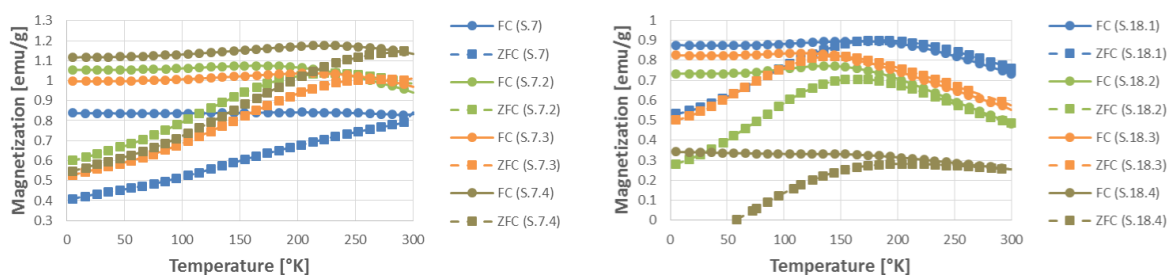 Magnetization [emu/g]
1.3
1.2
1.1
1
0.9
0.8
0.7
0.6
0.5
0.4
0.3
0
50
100
150
200
250
300
Temperature [°K]
FC (S.7)
ZFC (S.7)
FC (S.7.2)
ZFC (S.7.2)
FC (S.7.3)
ZFC (S.7.3)
FC (S.7.4)
ZFC (S.7.4)
Magnetization [emu/g]
1
0.9
0.8
0.7
0.6
0.5
0.4
0.3
0.2
0.1
0
0
50
100
150
200
250
300
Temperature [°K]
FC (S.18.1)
ZFC (S.18.1)
FC (S.18.2)
ZFC (S.18.2)
FC (S.18.3)
ZFC (S.18.3)
FC (S.18.4)
ZFC (S.18.4)